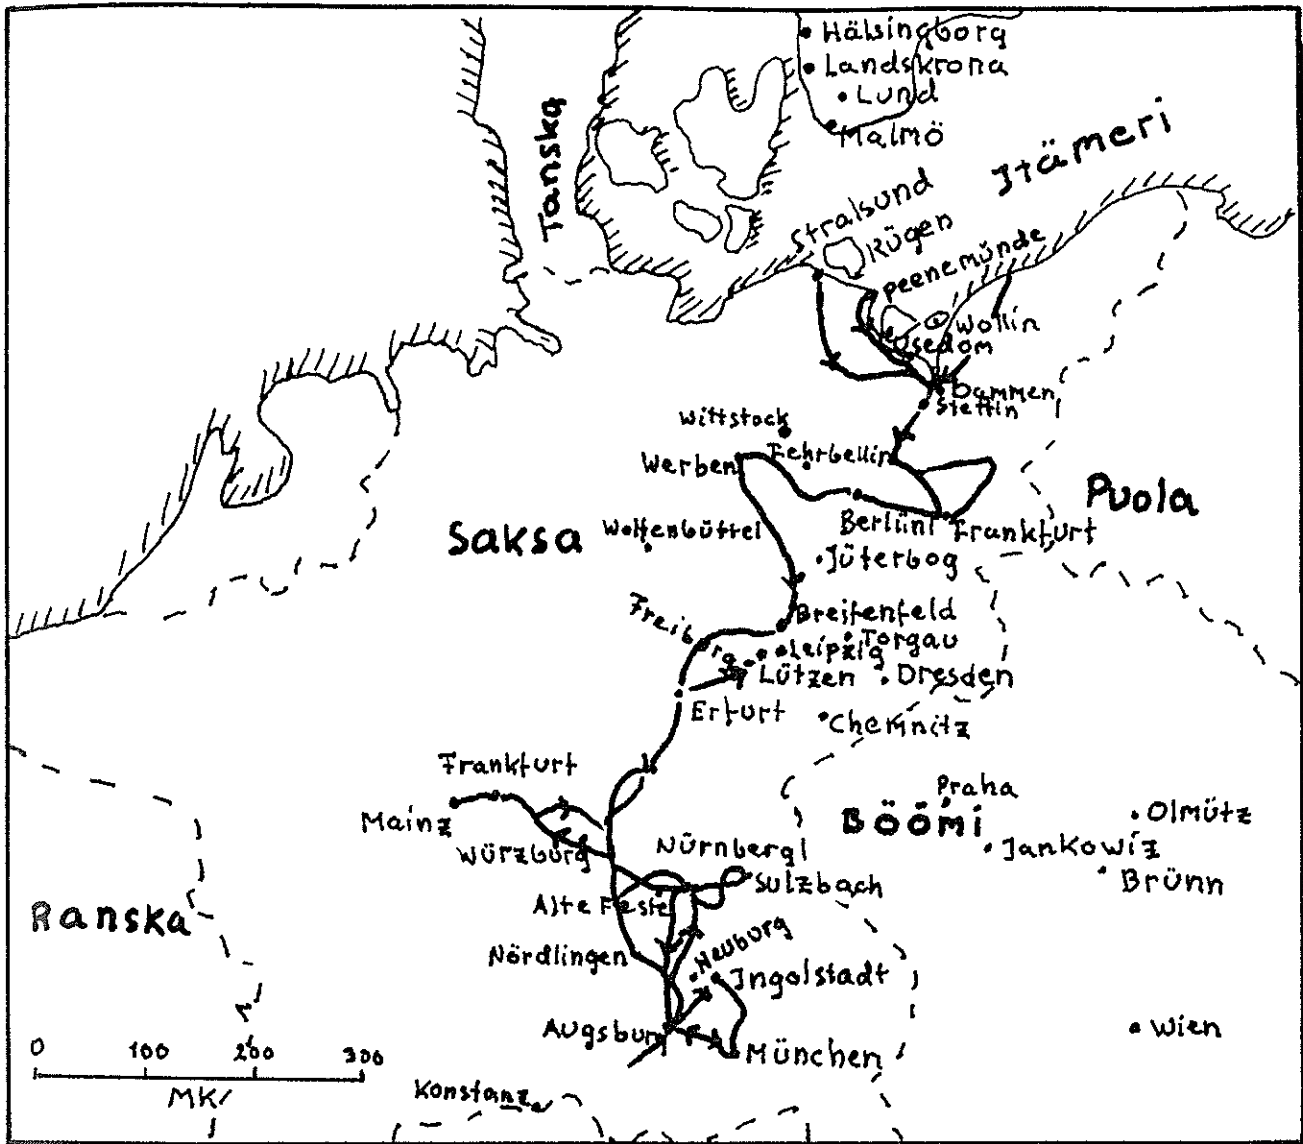 Hälsingborg
Landskrona
Lund
Malmö
Tanska
Itämeri
Stralsund
Rügen
Peenemünde
Wollin
Usedom
Dammen
Stettin
Wittstock
Fehrbellin
Werben
Puola
Saksa
Wolfenbüttel
Berliini
Frankfurt
Jüterbog
Breitenfeld
Freiburg
Torgau
Leipzig
Lützen
Dresden
Erfurt
Chemnitz
Frankfurt
Mainz
Praha
Böömi
Olmütz
Jankowiz
Würzburg
Nürnbergl
Brünn
Sulzbach
Alte Feste
Ranska
Nördlingen
Neuburg
Ingolstadt
Augsburg
Wien
München
0 100 200 300
MK/
Konstanz